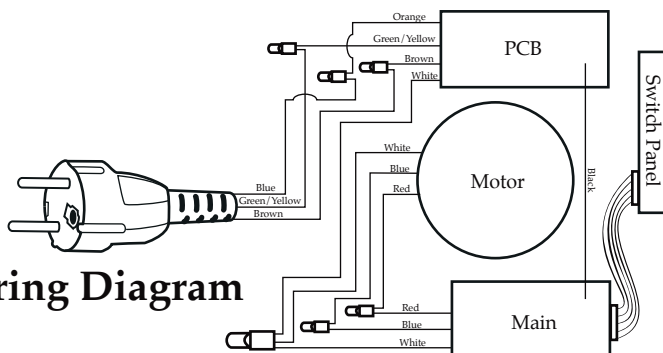 Orange
Green/Yellow
PCB
Brown
White
Switch Panel
White
Blue
Motor
Red
Black
Blue
Green/Yellow
Brown
ring Diagram
Red
Main
Blue
White